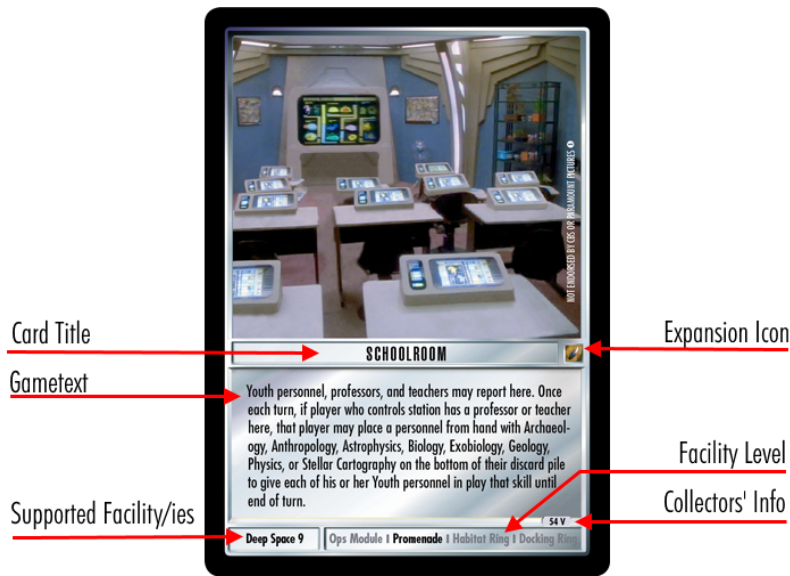 NOT ENDORSED BY CBS OR PARAMOUNT PICTURES
Card Title
SCHOOLROOM
Expansion Icon
Gametext
Youth personnel, professors, and teachers may report here. Once
each turn, if player who controls station has a professor or teacher
here, that player may place a personnel from hand with Archaeol-
ogy, Anthropology, Astrophysics, Biology, Exobiology, Geology,
Physics, or Stellar Cartography on the bottom of their discard pile
to give each of his or her Youth personnel in play that skill until
end of turn.
Facility Level
Collectors' Info
54 V
Supported Facility/ies
Deep Space 9
Ops Module I Promenade I Habitat Ring I Docking Ring